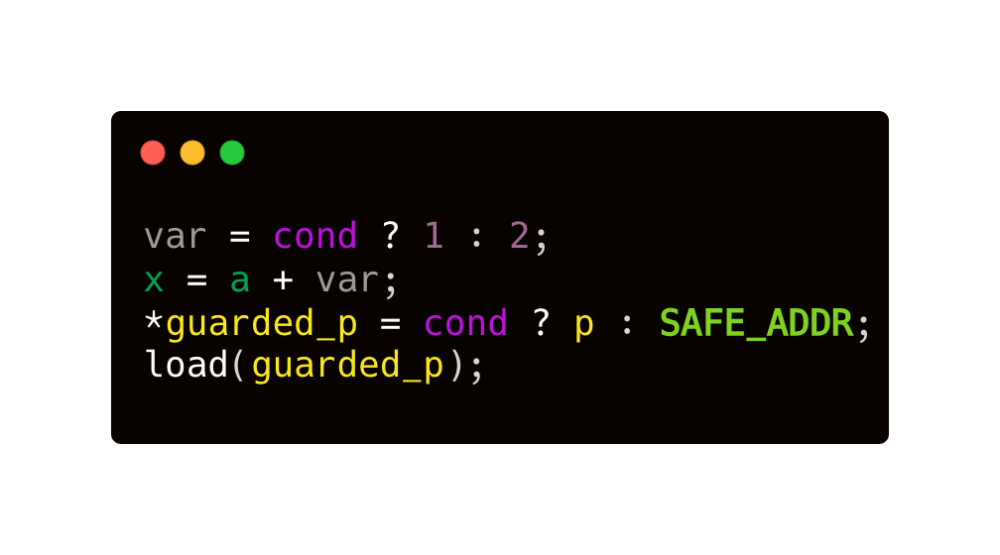 var = cond ? 1 : 2;
x = a + var;
*guarded_p = cond ? p : SAFE_ADDR;
load(guarded_p);